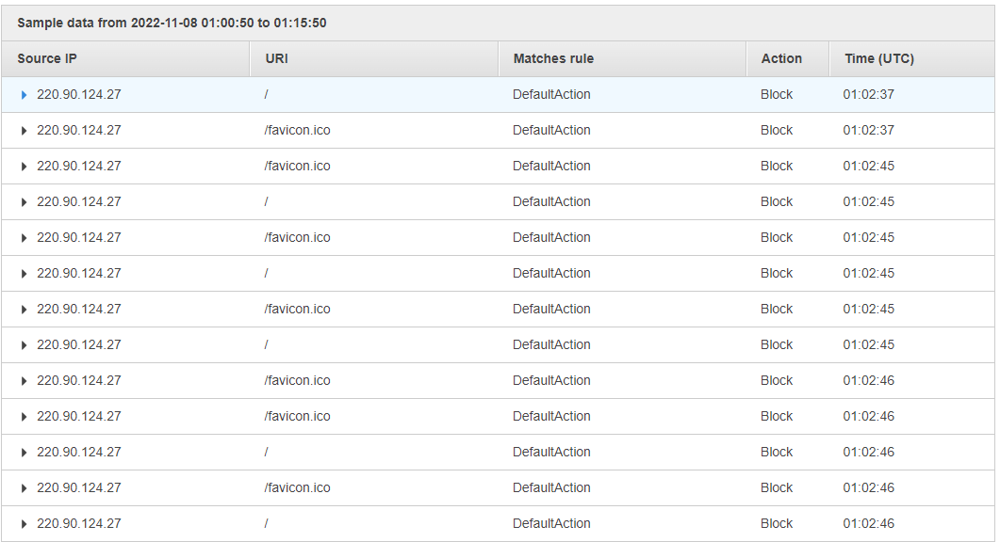 Sample data from 2022-11-08 01:00:50 to 01:15:50
Source IP URI Matches rule Action Time (UTC)
220.90.124.27 / DefaultAction Block 01:02:37
220.90.124.27 /favicon.ico DefaultAction Block 01:02:37
220.90.124.27 /favicon.ico DefaultAction Block 01:02:45
220.90.124.27 / DefaultAction Block 01:02:45
220.90.124.27 /favicon.ico DefaultAction Block 01:02:45
220.90.124.27 / DefaultAction Block 01:02:45
220.90.124.27 /favicon.ico DefaultAction Block 01:02:45
220.90.124.27 / DefaultAction Block 01:02:45
220.90.124.27 /favicon.ico DefaultAction Block 01:02:46
220.90.124.27 /favicon.ico DefaultAction Block 01:02:46
220.90.124.27 / DefaultAction Block 01:02:46
220.90.124.27 /favicon.ico DefaultAction Block 01:02:46
220.90.124.27 / DefaultAction Block 01:02:46